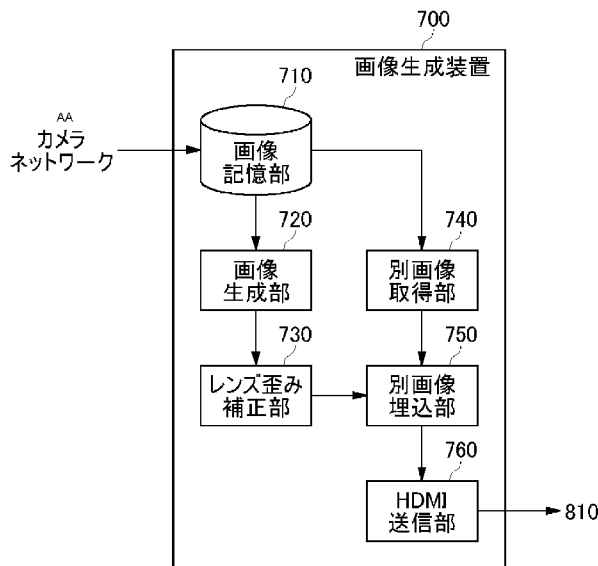 700
画像生成装置
710
AA
カメラ
ネットワーク
画像
記憶部
720
740
画像
生成部
別画像
取得部
730
750
レンズ歪み
補正部
別画像
埋込部
760
HDMI
送信部
810